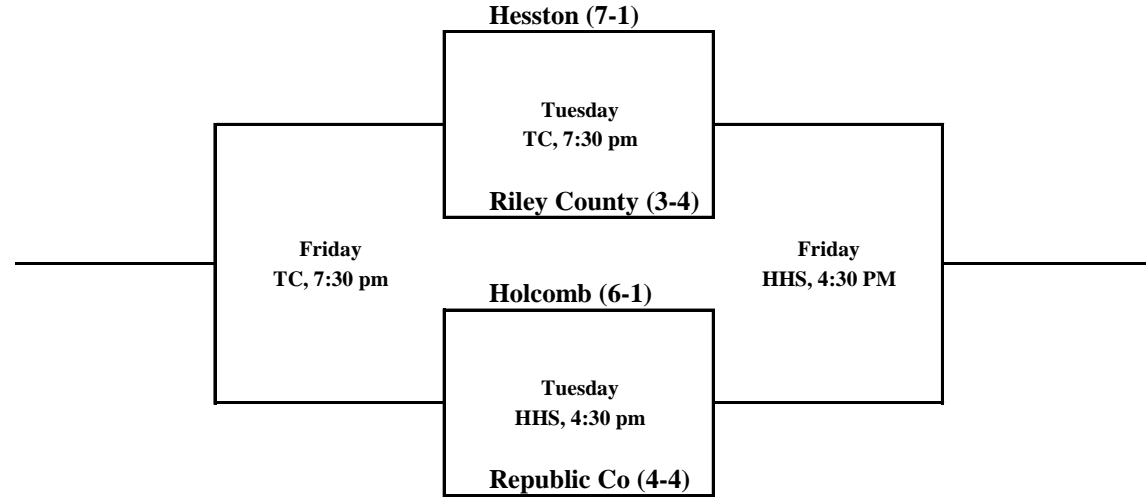 Hesston (7-1)
Tuesday
TC, 7:30 pm
Riley County (3-4)
Friday
TC, 7:30 pm
Friday
HHS, 4:30 PM
Holcomb (6-1)
Tuesday
HHS, 4:30 pm
Republic Co (4-4)